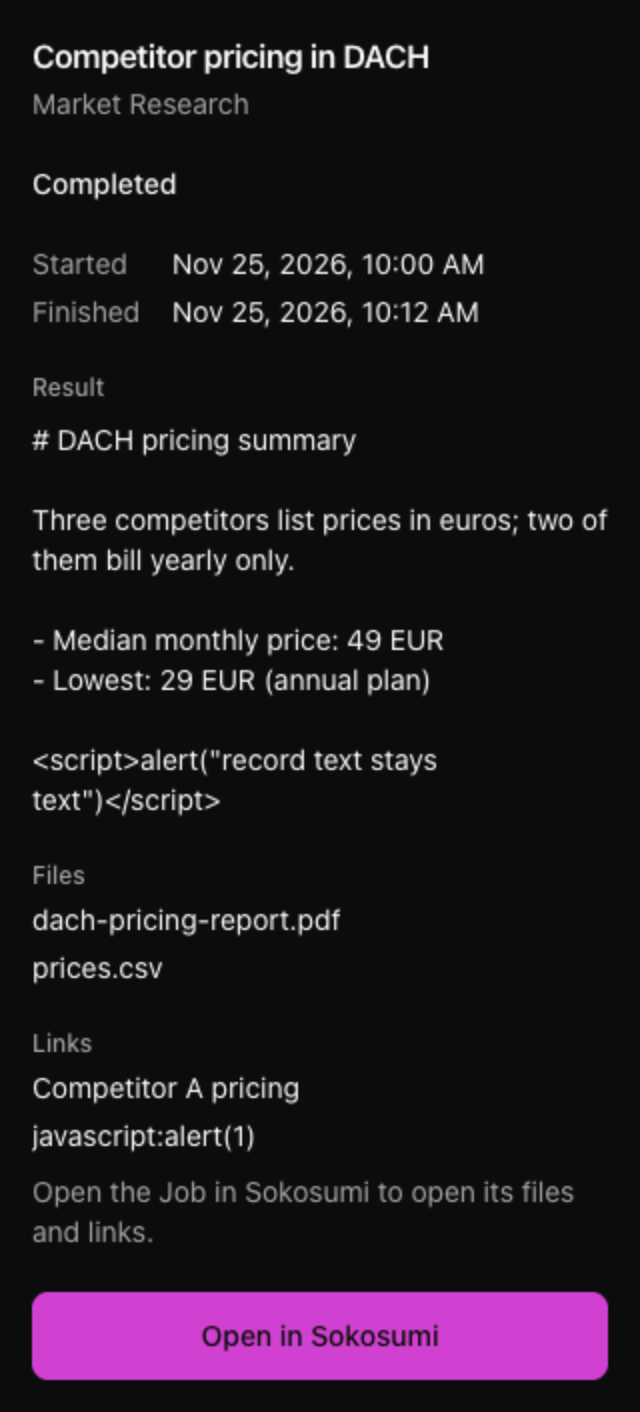 Competitor pricing in DACH
Market Research
Completed
Started Nov 25, 2026, 10:00 AM
Finished Nov 25, 2026, 10:12 AM
Result
# DACH pricing summary
Three competitors list prices in euros; two of
them bill yearly only.
- Median monthly price: 49 EUR
- Lowest: 29 EUR (annual plan)
<script>alert("record text stays
text")</script>
Files
dach-pricing-report.pdf
prices.csv
Links
Competitor A pricing
javascript:alert(1)
Open the Job in Sokosumi to open its files
and links.
Open in Sokosumi